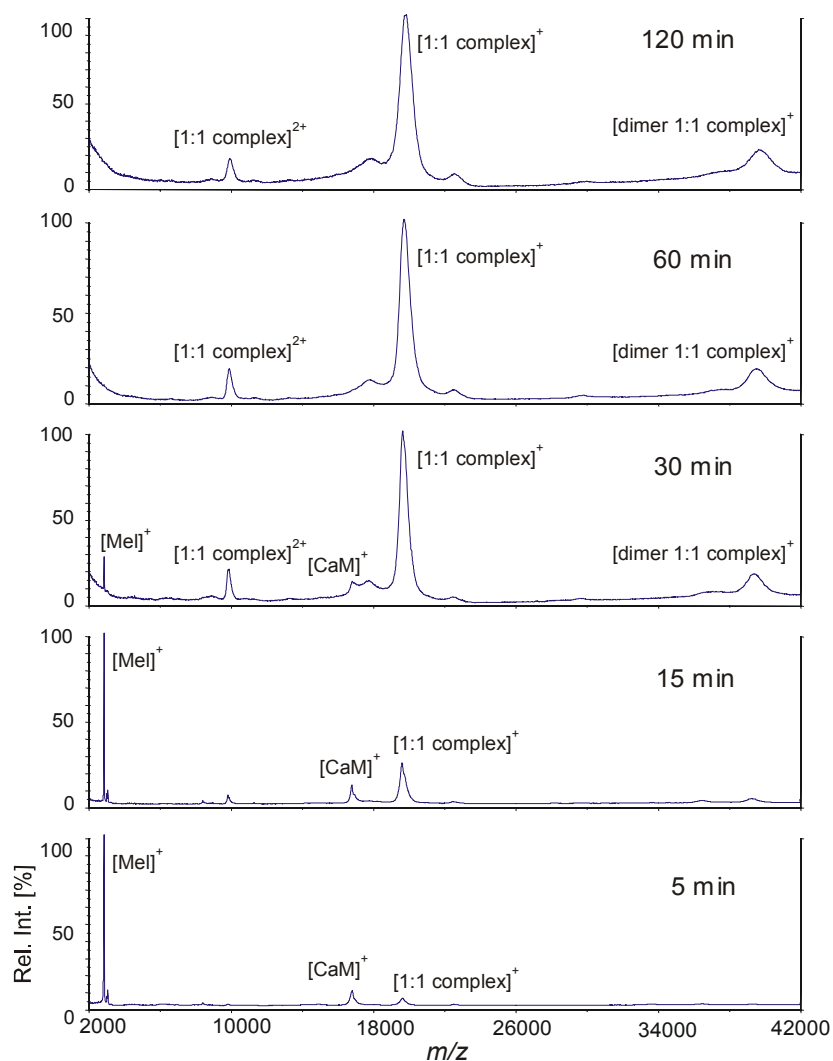 100
[1:1 complex]+
120 min
50
[1:1 complex]2+
[dimer 1:1 complex]+
0
100
[1:1 complex]+
60 min
50
[1:1 complex]2+
[dimer 1:1 complex]+
0
100
[1:1 complex]+
30 min
50
[Mel]+
[1:1 complex]2+
[CaM]+
[dimer 1:1 complex]+
0
100
[Mel]+
15 min
50
[CaM]+
[1:1 complex]+
0
100
[Mel]+
5 min
50
[CaM]+
[1:1 complex]+
0
Rel. Int. [%]
2000 10000 18000 26000 34000 42000
m/z